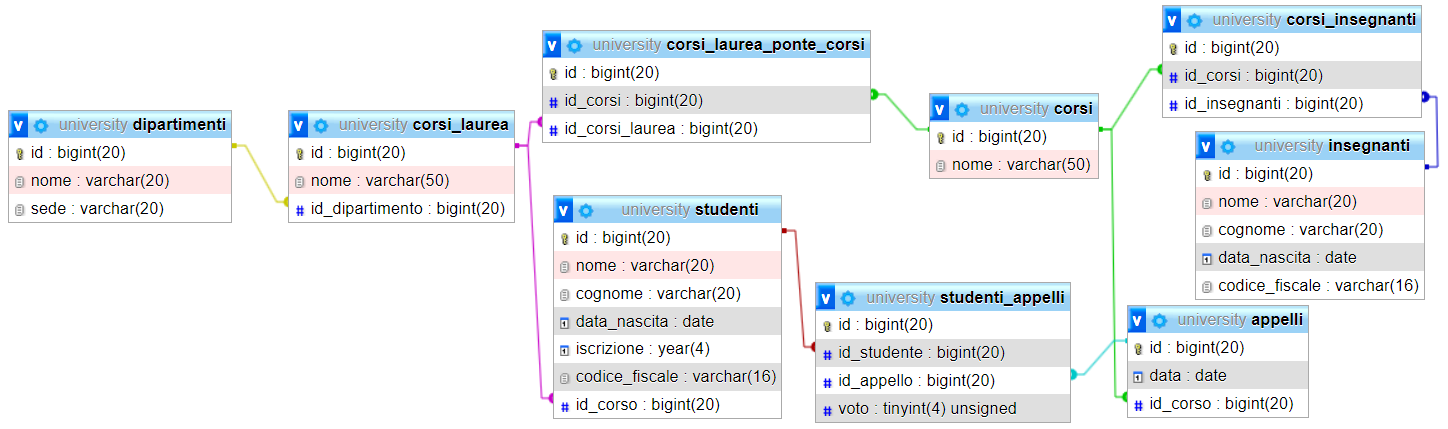 university dipartimenti
id : bigint(20)
nome : varchar(20)
sede : varchar(20)
university corsi_laurea
id : bigint(20)
nome : varchar(50)
id_dipartimento : bigint(20)
university corsi_laurea_ponte_corsi
id : bigint(20)
id_corsi : bigint(20)
id_corsi_laurea : bigint(20)
university studenti
id : bigint(20)
nome : varchar(20)
cognome : varchar(20)
data_nascita : date
iscrizione : year(4)
codice_fiscale : varchar(16)
id_corso : bigint(20)
university studenti_appelli
id : bigint(20)
id_studente : bigint(20)
id_appello : bigint(20)
voto : tinyint(4) unsigned
university corsi
id : bigint(20)
nome : varchar(50)
university corsi_insegnanti
id : bigint(20)
id_corsi : bigint(20)
id_insegnanti : bigint(20)
university insegnanti
id : bigint(20)
nome : varchar(20)
cognome : varchar(20)
data_nascita : date
codice_fiscale : varchar(16)
university appelli
id : bigint(20)
data : date
id_corso : bigint(20)